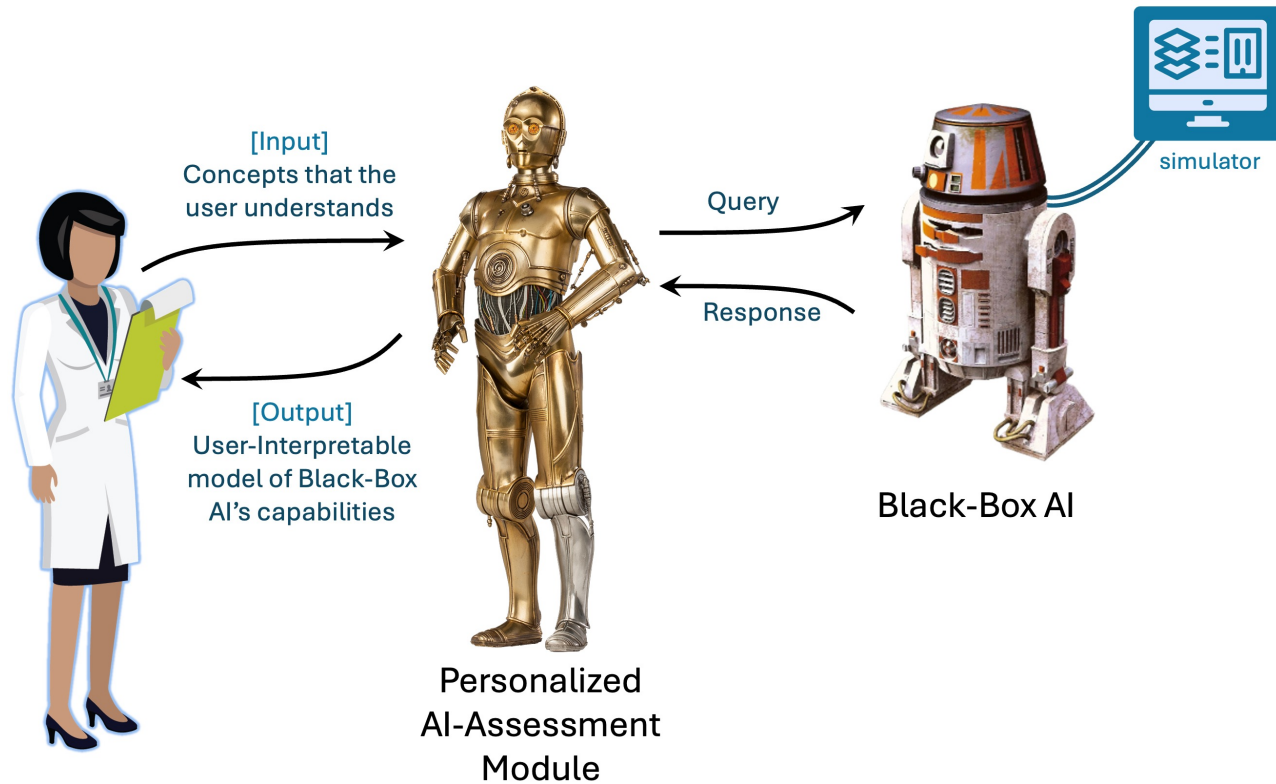 [Input]
Concepts that the
user understands
Query
Response
simulator
[Output]
User-Interpretable
model of Black-Box
AI's capabilities
Black-Box AI
Personalized
AI-Assessment
Module